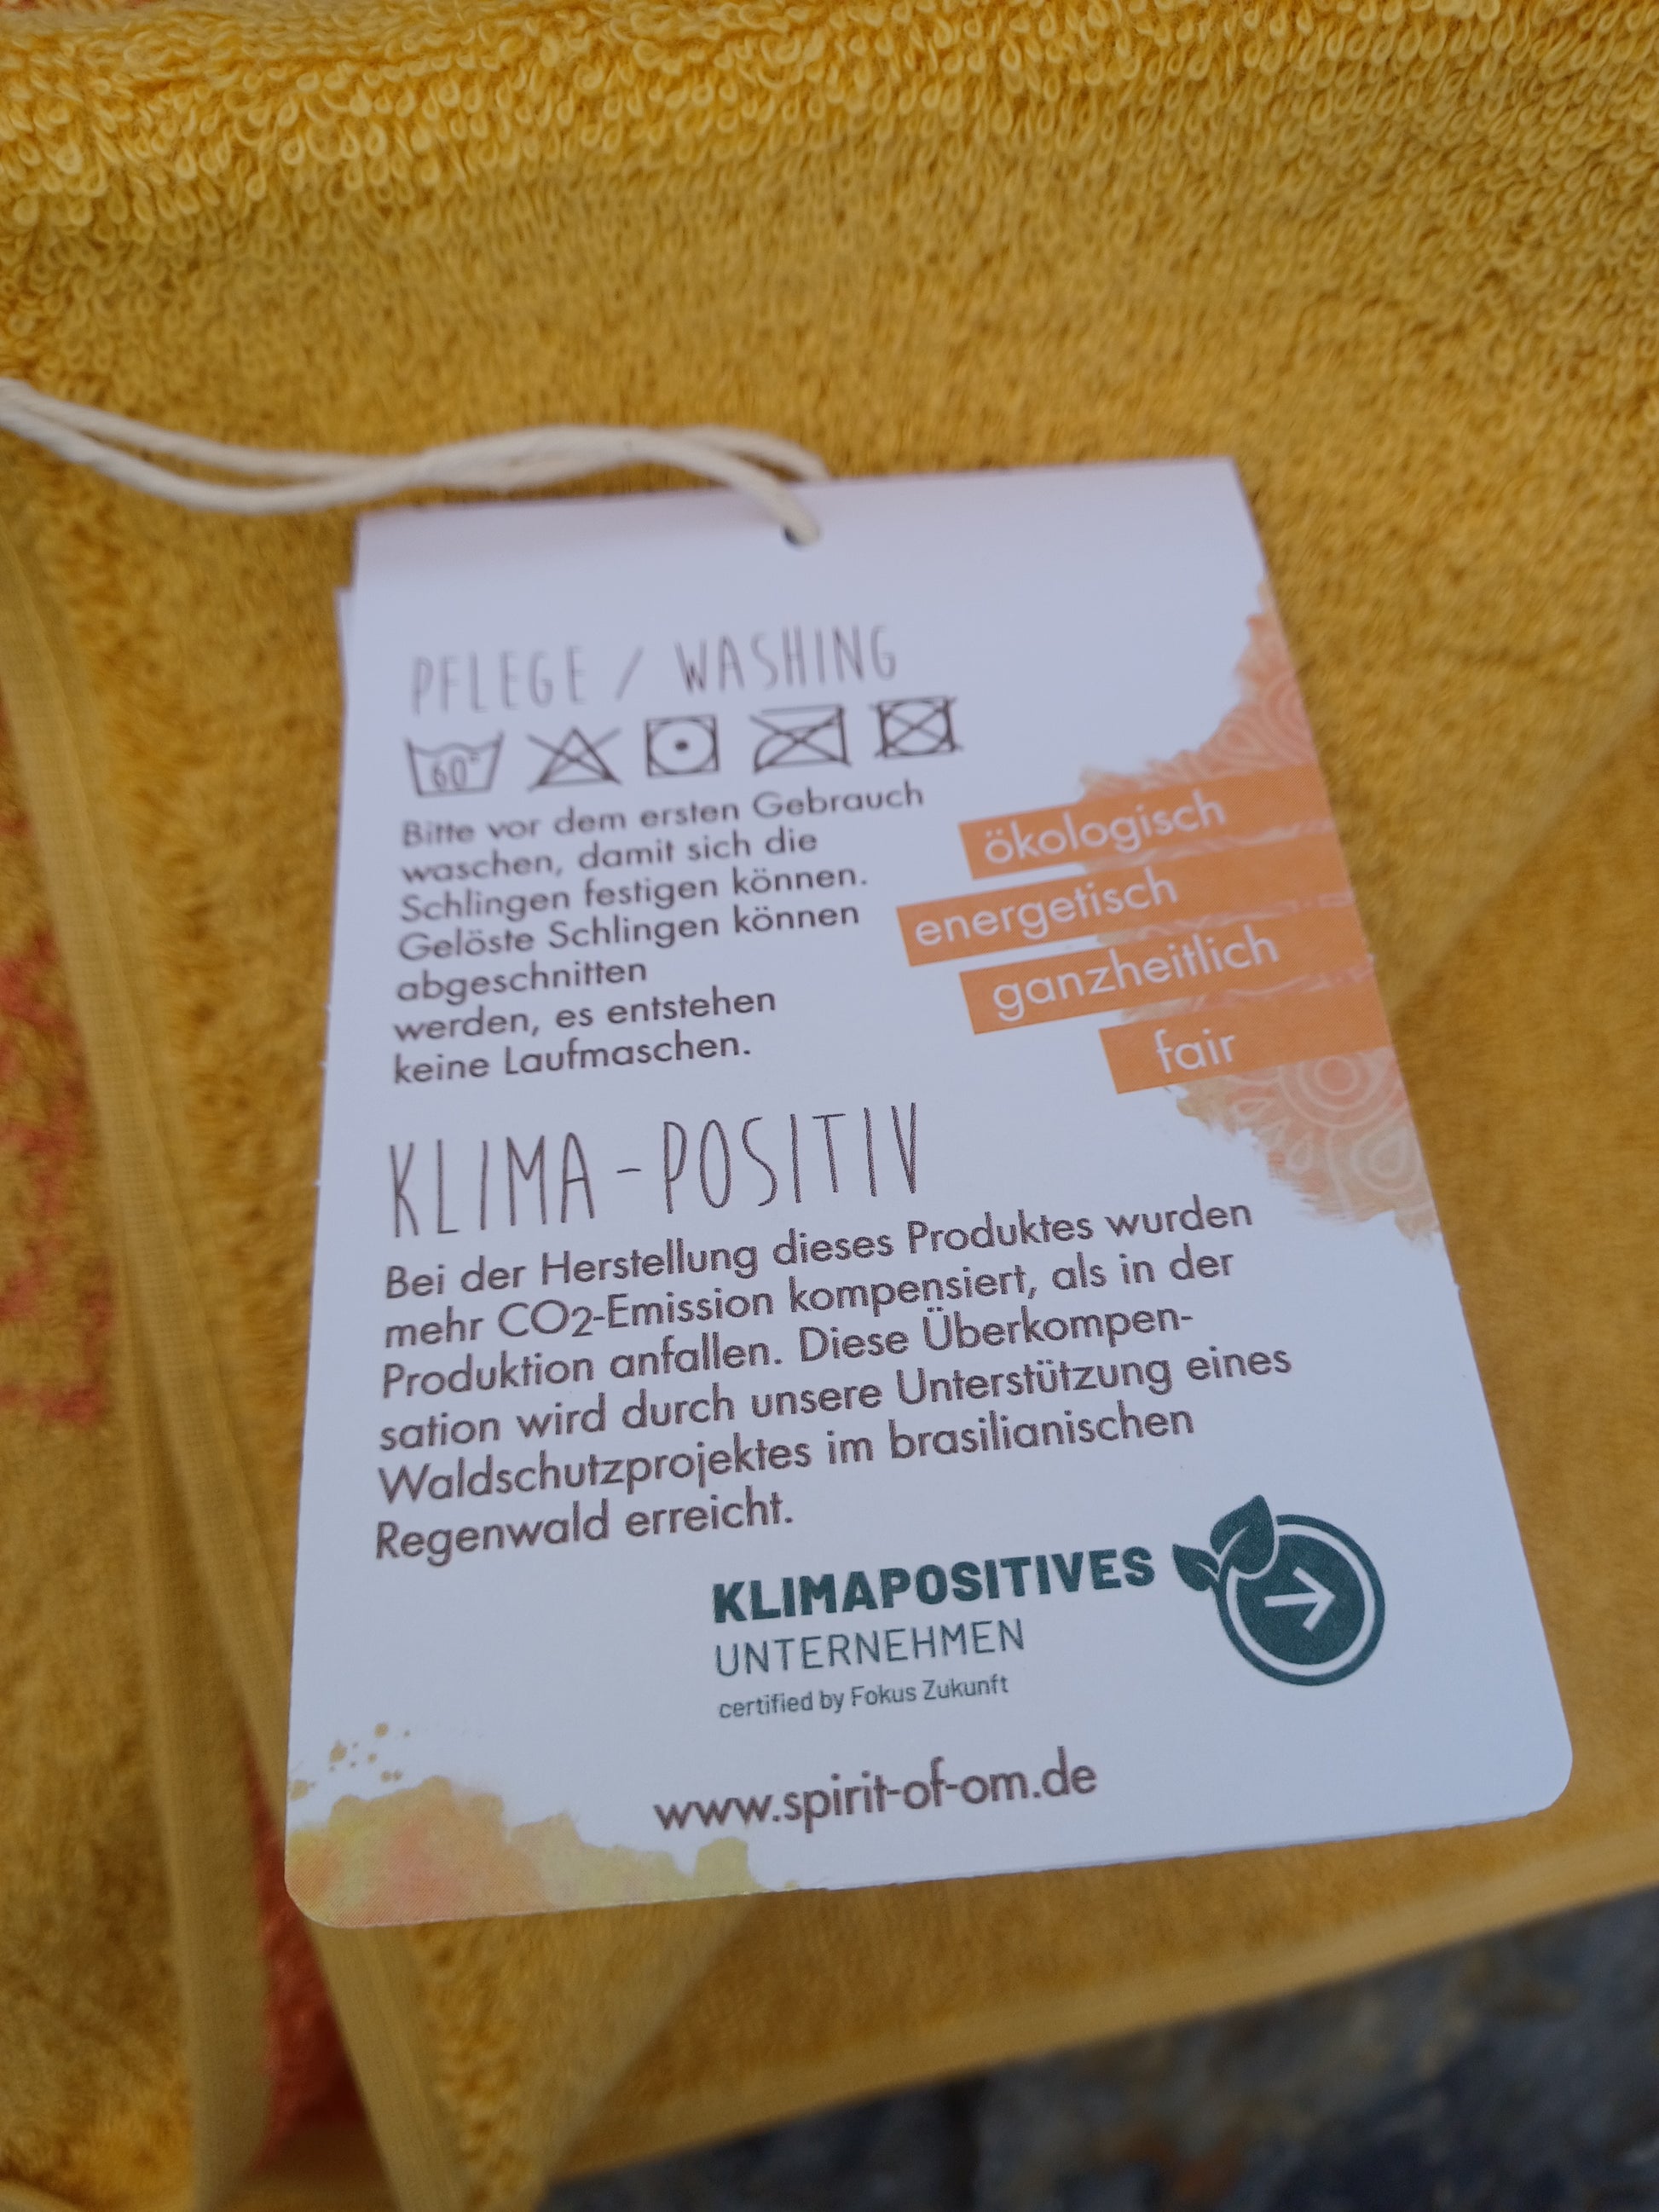 PFLEGE / WASHING
60°
Bitte vor dem ersten Gebrauch
waschen, damit sich die
Schlingen festigen können.
Gelöste Schlingen können
abgeschnitten
werden, es entstehen
keine Laufmaschen.
ökologisch
energetisch
ganzheitlich
fair
KLIMA-POSITIV
Bei der Herstellung dieses Produktes wurden
mehr CO2-Emission kompensiert, als in der
Produktion anfallen. Diese Überkompen-
sation wird durch unsere Unterstützung eines
Waldschutzprojektes im brasilianischen
Regenwald erreicht.
KLIMAPOSITIVES
UNTERNEHMEN
certified by Fokus Zukunft
www.spirit-of-om.de